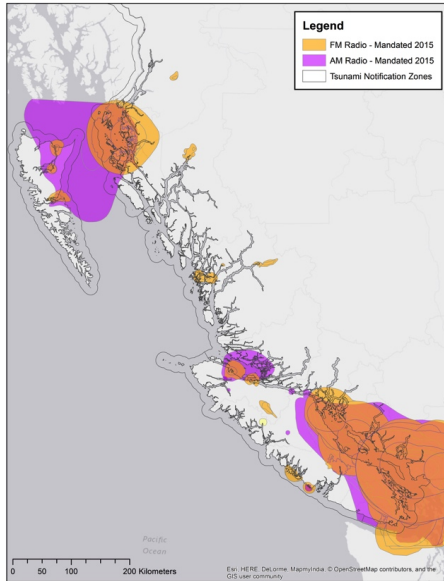 Legend
FM Radio - Mandated 2015
AM Radio - Mandated 2015
Tsunami Notification Zones
Pacific
Ocean
0 50 100 200 Kilometers
Esri, HERE, DeLorme, MapmyIndia, © OpenStreetMap contributors, and the
GIS user community